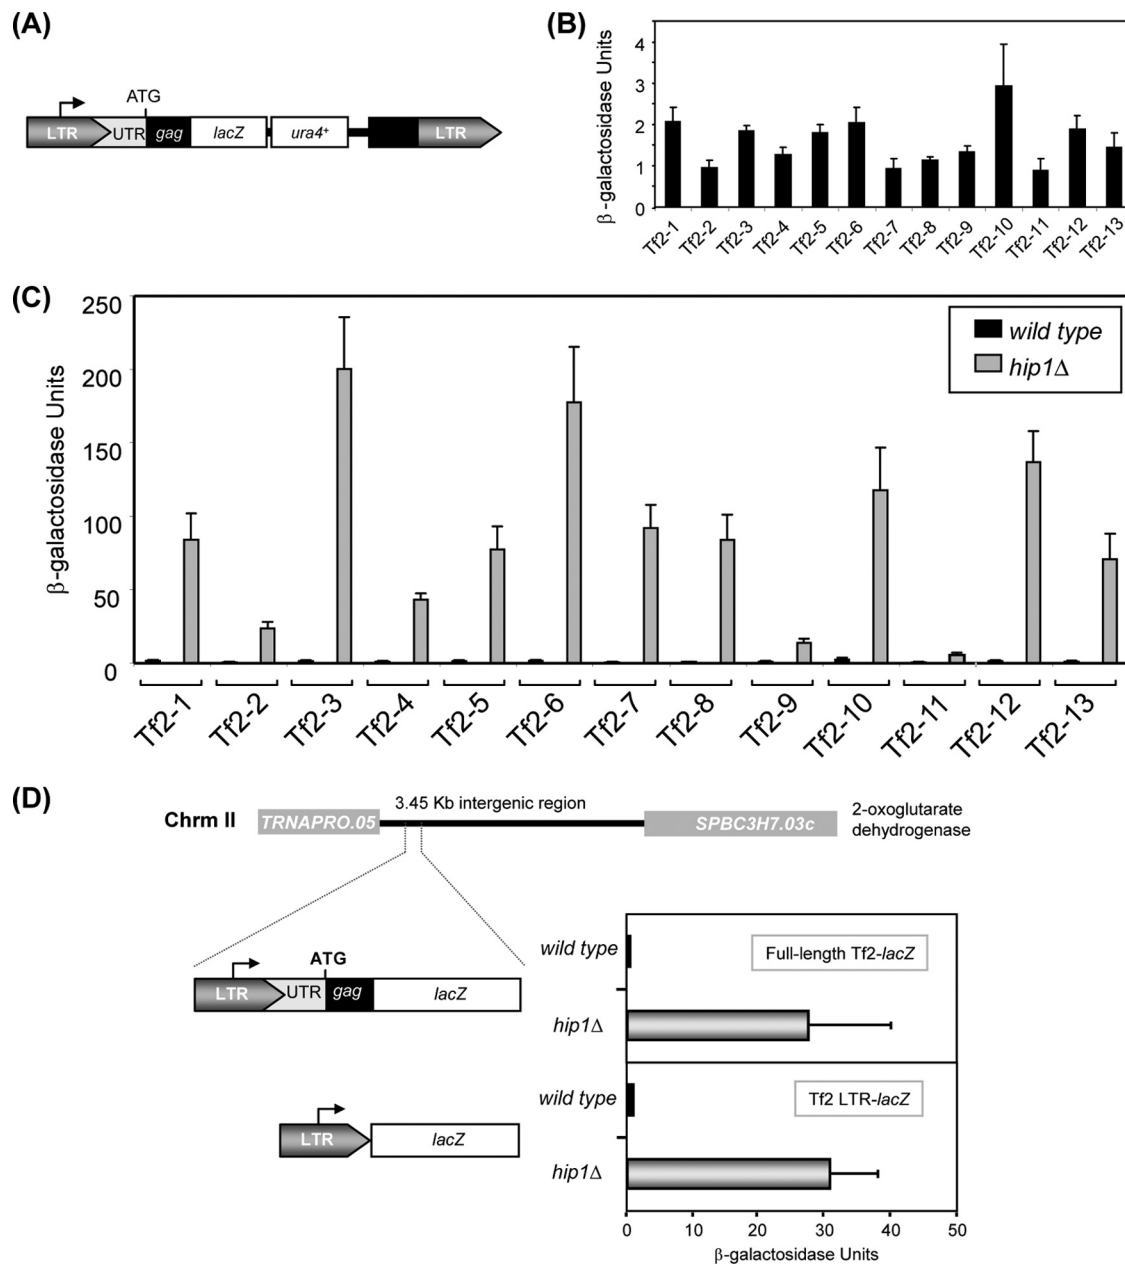 (A)
ATG
LTR UTR gag lacZ ura4+ LTR
(B)
β-galactosidase Units
4
3
2
1
0
Tf2-1 Tf2-2 Tf2-3 Tf2-4 Tf2-5 Tf2-6 Tf2-7 Tf2-8 Tf2-9 Tf2-10 Tf2-11 Tf2-12 Tf2-13
(C)
β-galactosidase Units
250
200
150
100
50
0
wild type
hip1Δ
Tf2-1 Tf2-2 Tf2-3 Tf2-4 Tf2-5 Tf2-6 Tf2-7 Tf2-8 Tf2-9 Tf2-10 Tf2-11 Tf2-12 Tf2-13
(D)
3.45 Kb intergenic region
Chrm II TRNAPRO.05 SPBC3H7.03c
2-oxoglutarate
dehydrogenase
ATG
LTR UTR gag lacZ
wild type
Full-length Tf2-lacZ
hip1Δ
LTR lacZ
wild type
Tf2 LTR-lacZ
hip1Δ
0 10 20 30 40 50
β-galactosidase Units